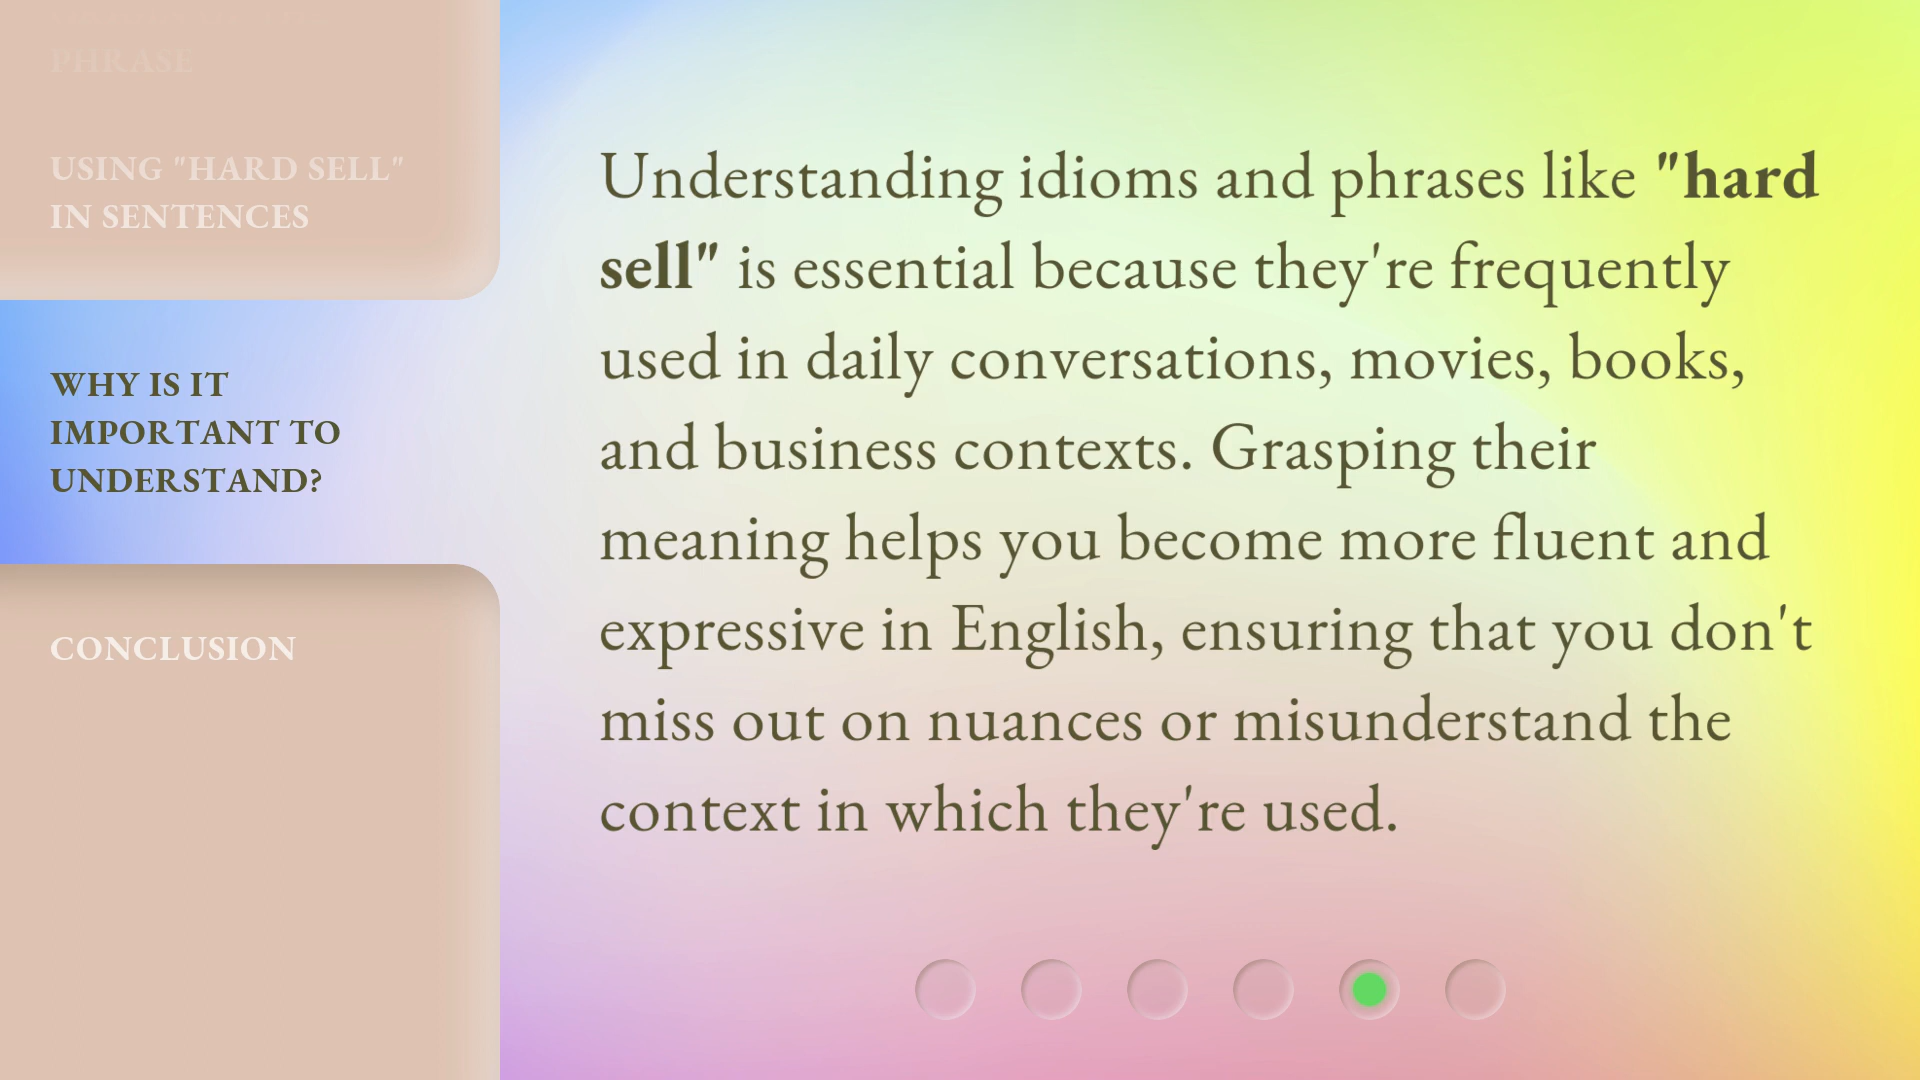 PHRASE
USING "HARD SELL"
IN SENTENCES
WHY IS IT
IMPORTANT TO
UNDERSTAND?
CONCLUSION
Understanding idioms and phrases like "hard
sell" is essential because they're frequently
used in daily conversations, movies, books,
and business contexts. Grasping their
meaning helps you become more fluent and
expressive in English, ensuring that you don't
miss out on nuances or misunderstand the
context in which they're used.